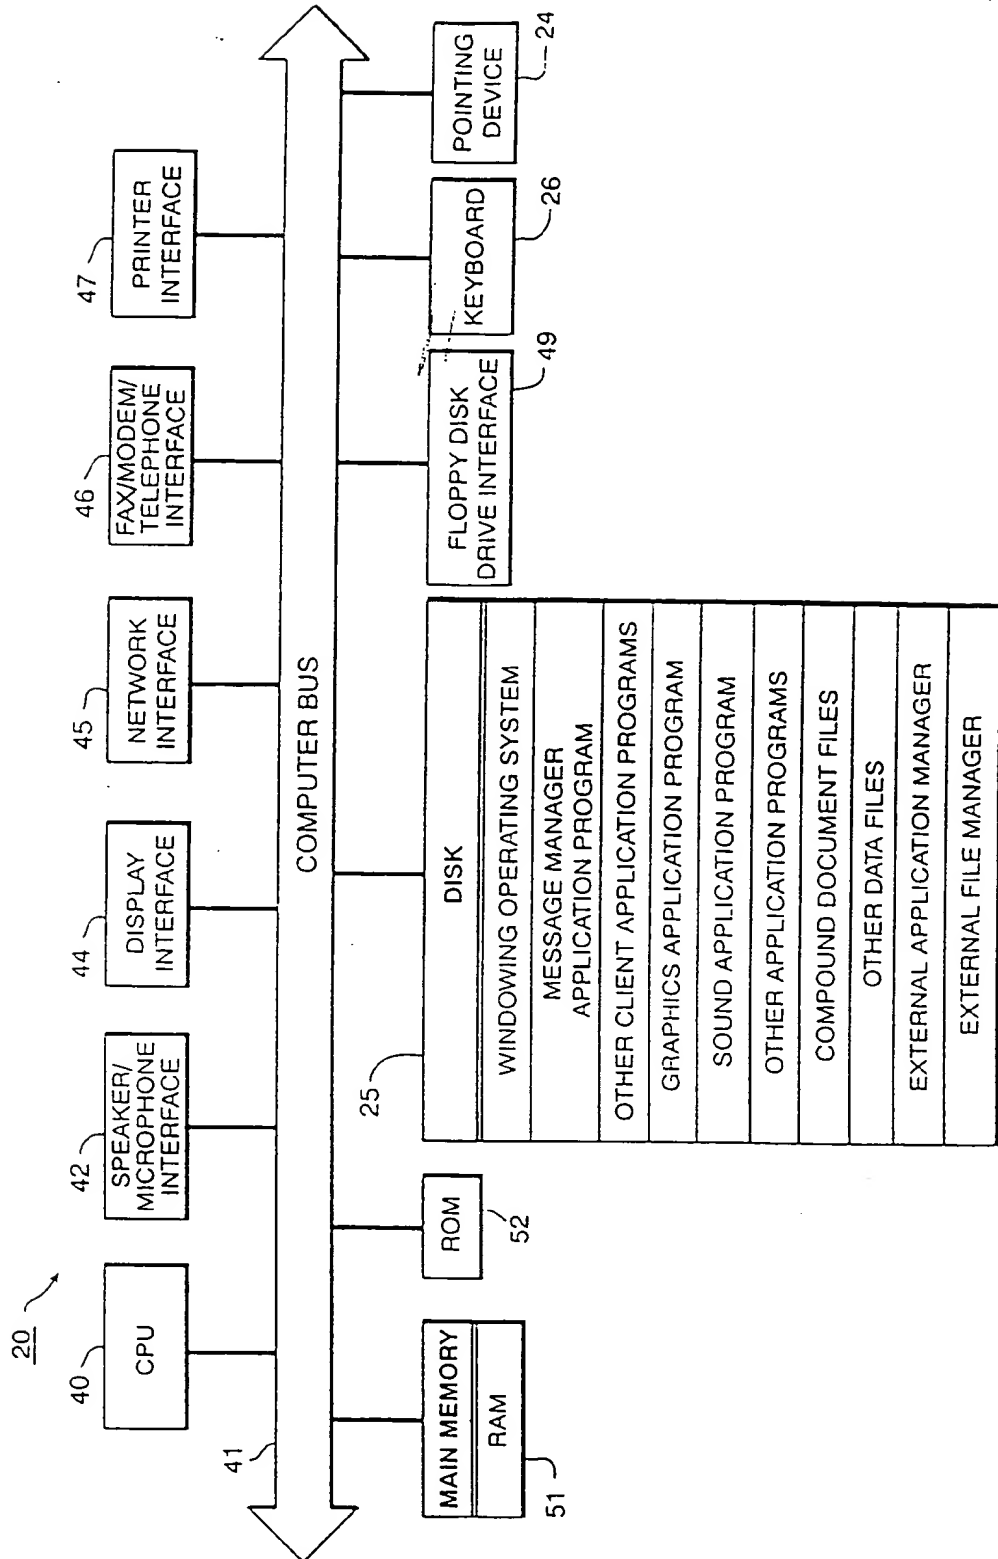 20
40
CPU
42
SPEAKER/
MICROPHONE
INTERFACE
44
DISPLAY
INTERFACE
45
NETWORK
INTERFACE
46
FAX/MODEM/
TELEPHONE
INTERFACE
47
PRINTER
INTERFACE
41
COMPUTER BUS
MAIN MEMORY
RAM
51
ROM
52
25
DISK
WINDOWING OPERATING SYSTEM
MESSAGE MANAGER
APPLICATION PROGRAM
OTHER CLIENT APPLICATION PROGRAMS
GRAPHICS APPLICATION PROGRAM
SOUND APPLICATION PROGRAM
OTHER APPLICATION PROGRAMS
COMPOUND DOCUMENT FILES
OTHER DATA FILES
EXTERNAL APPLICATION MANAGER
EXTERNAL FILE MANAGER
FLOPPY DISK
DRIVE INTERFACE
49
KEYBOARD
26
POINTING
DEVICE
24